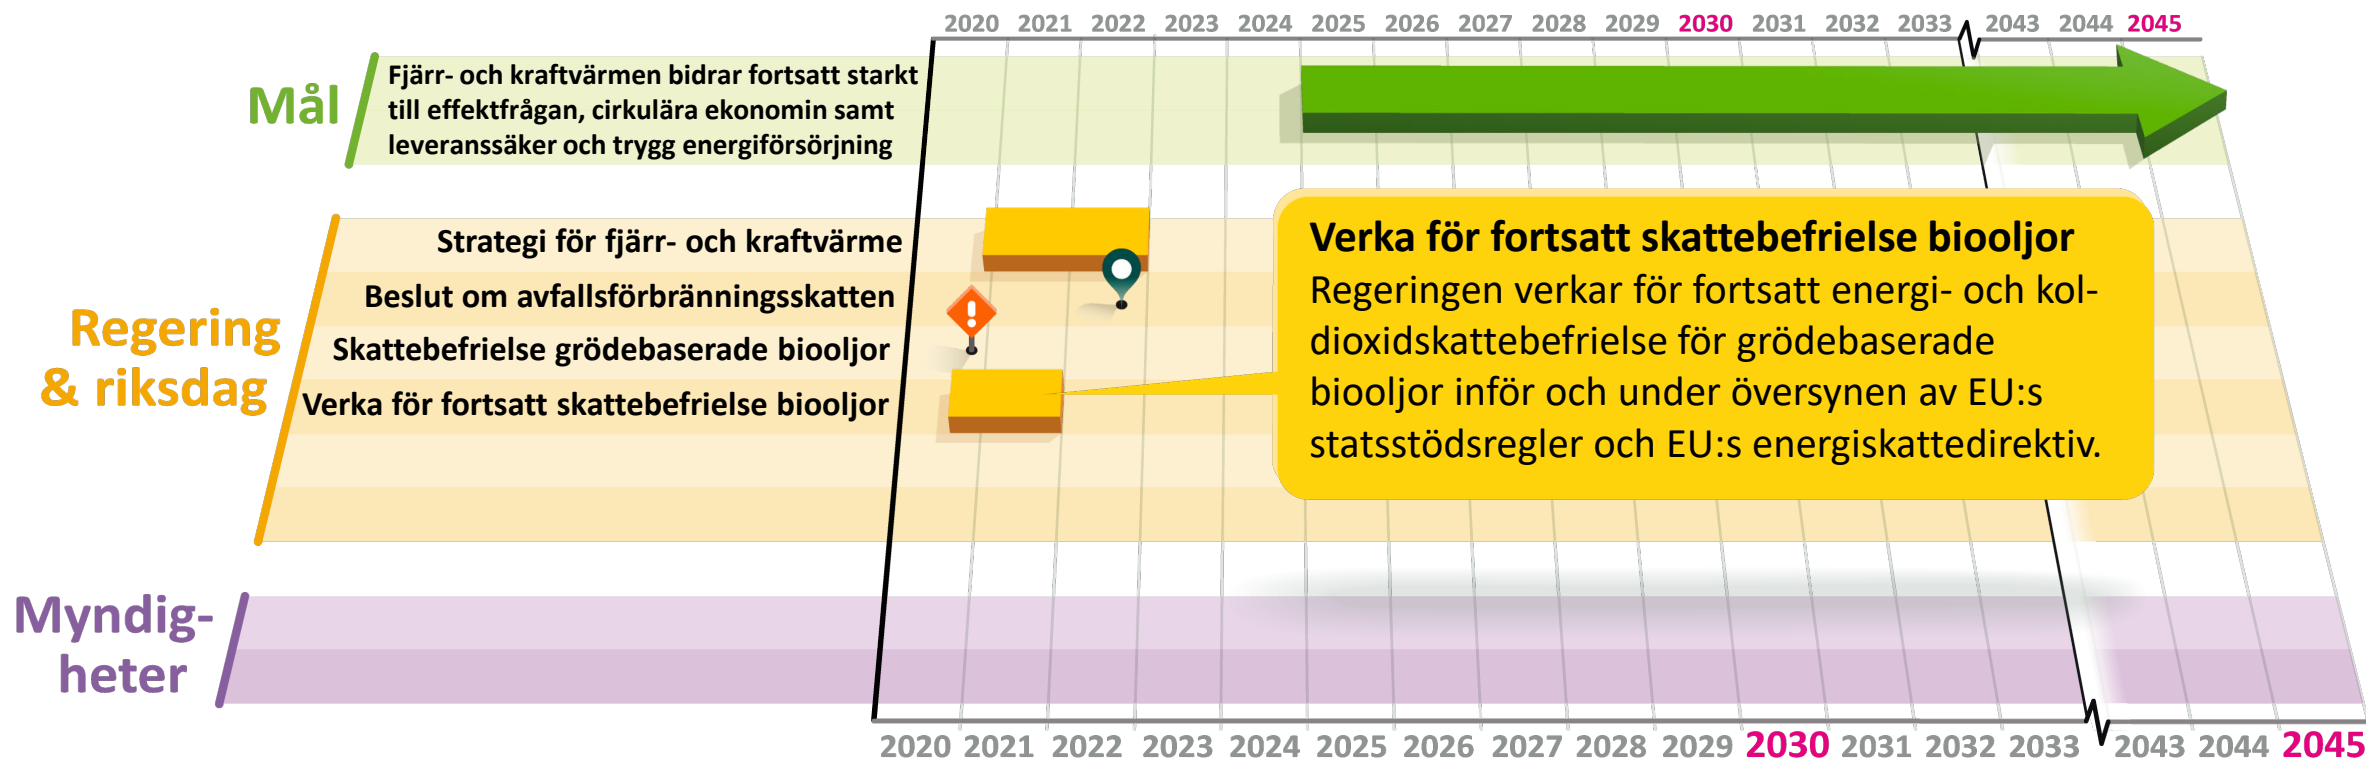 2020 2021 2022 2023 2024 2025 2026 2027 2028 2029 2030 2031 2032 2033 2043 2044 2045
Mål
Fjärr- och kraftvärmen bidrar fortsatt starkt
till effektfrågan, cirkulära ekonomin samt
leveranssäker och trygg energiförsörjning
Regering
& riksdag
Strategi för fjärr- och kraftvärme
Beslut om avfallsförbränningsskatten
Skattebefrielse grödebaserade biooljor
Verka för fortsatt skattebefrielse biooljor
!
Verka för fortsatt skattebefrielse biooljor
Regeringen verkar för fortsatt energi- och kol-
dioxidskattebefrielse för grödebaserade
biooljor inför och under översynen av EU:s
statsstödsregler och EU:s energiskattedirektiv.
Myndig-
heter
2020 2021 2022 2023 2024 2025 2026 2027 2028 2029 2030 2031 2032 2033 2043 2044 2045